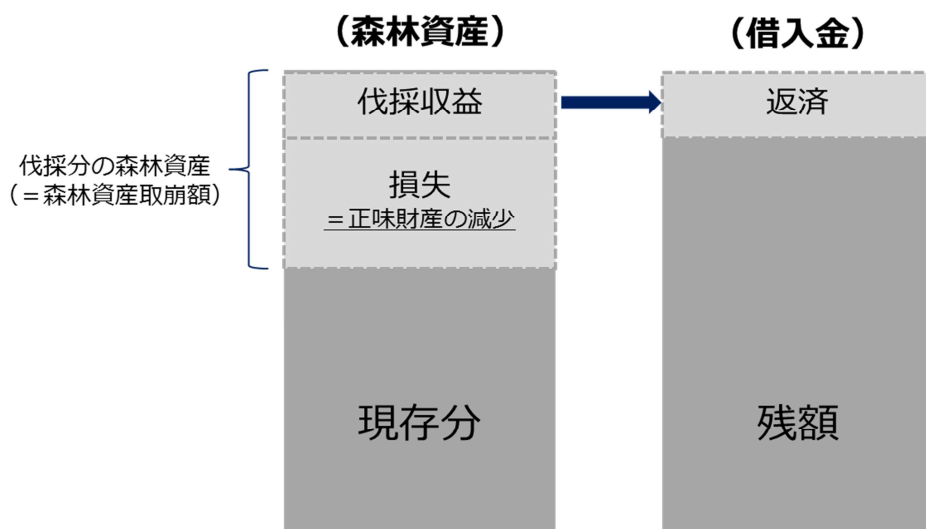 （森林資産）
（借入金）
伐採収益
返済
伐採分の森林資産
（＝森林資産取崩額）
損失
＝正味財産の減少
現存分
残額